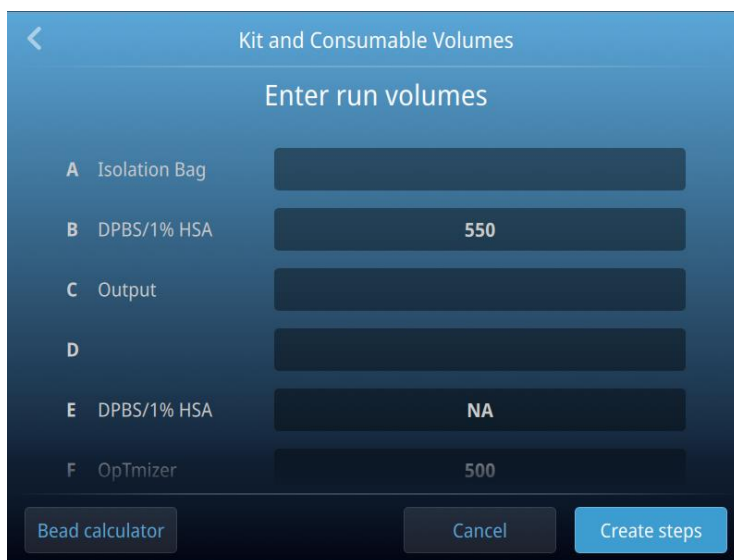 Kit and Consumable Volumes
Enter run volumes
A Isolation Bag
B DPBS/1% HSA 550
C Output
D
E DPBS/1% HSA NA
F OpTmizer 500
Bead calculator Cancel Create steps